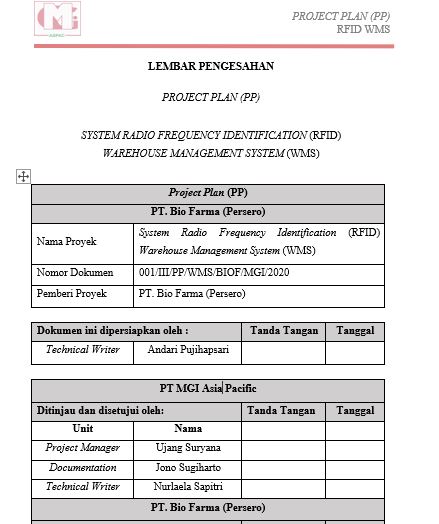 PROJECT PLAN (PP)
RFID WMS
LEMBAR PENGESAHAN
PROJECT PLAN (PP)
SYSTEM RADIO FREQUENCY IDENTIFICATION (RFID)
WAREHOUSE MANAGEMENT SYSTEM (WMS)
Project Plan (PP)
PT. Bio Farma (Persero)
Nama Proyek System Radio Frequency Identification (RFID)
Warehouse Management System (WMS)
Nomor Dokumen 001/III/PP/WMS/BIOF/MGI/2020
Pemberi Proyek PT. Bio Farma (Persero)
Dokumen ini dipersiapkan oleh : Tanda Tangan Tanggal
Technical Writer Andari Pujihapsari
PT MGI Asia Pacific
Ditinjau dan disetujui oleh: Tanda Tangan Tanggal
Unit Nama
Project Manager Ujang Suryana
Documentation Jono Sugiharto
Technical Writer Nurlaela Sapitri
PT. Bio Farma (Persero)